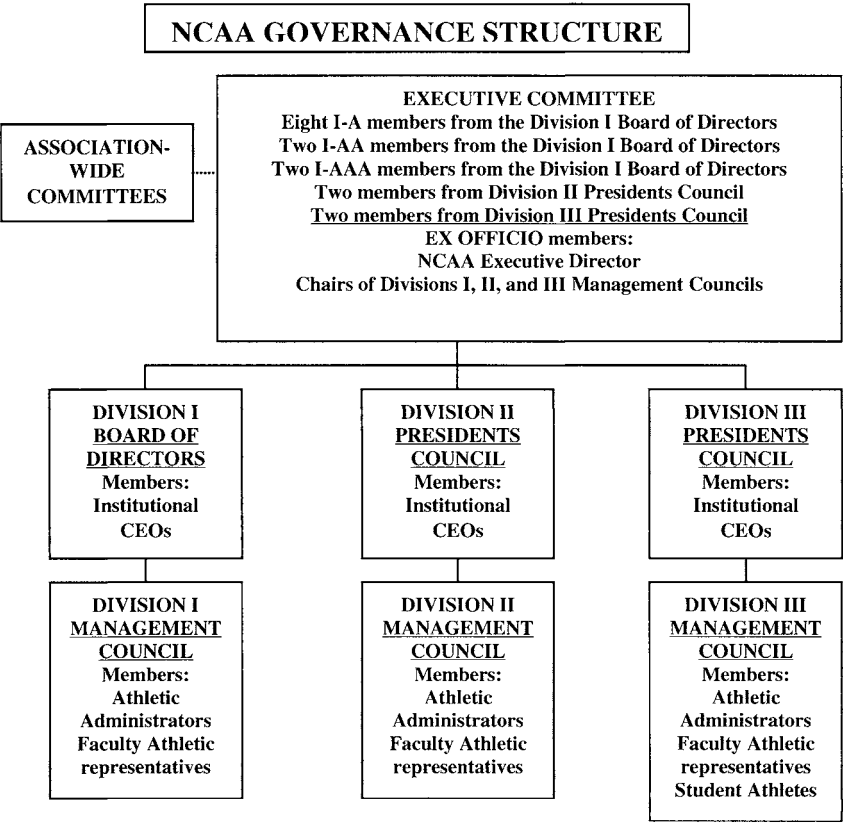 NCAA GOVERNANCE STRUCTURE
EXECUTIVE COMMITTEE
Eight I-A members from the Division I Board of Directors
Two I-AA members from the Division I Board of Directors
Two I-AAA members from the Division I Board of Directors
Two members from Division II Presidents Council
Two members from Division III Presidents Council
EX OFFICIO members:
NCAA Executive Director
Chairs of Divisions I, II, and III Management Councils
ASSOCIATION-
WIDE
COMMITTEES
DIVISION I
BOARD OF
DIRECTORS
Members:
Institutional
CEOs
DIVISION II
PRESIDENTS
COUNCIL
Members:
Institutional
CEOs
DIVISION III
PRESIDENTS
COUNCIL
Members:
Institutional
CEOs
DIVISION I
MANAGEMENT
COUNCIL
Members:
Athletic
Administrators
Faculty Athletic
representatives
DIVISION II
MANAGEMENT
COUNCIL
Members:
Athletic
Administrators
Faculty Athletic
representatives
DIVISION III
MANAGEMENT
COUNCIL
Members:
Athletic
Administrators
Faculty Athletic
representatives
Student Athletes